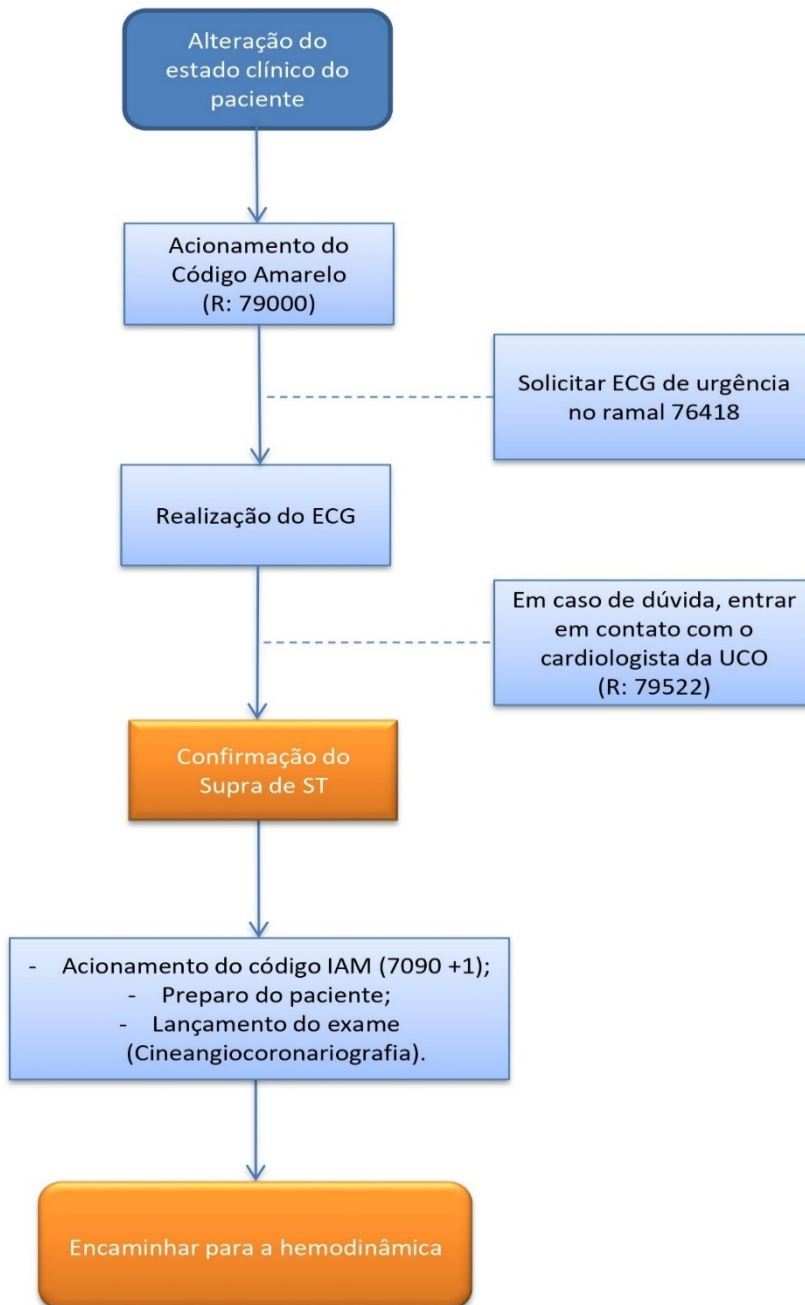 Alteração do
estado clínico do
paciente
Acionamento do
Código Amarelo
(R: 79000)
Solicitar ECG de urgência
no ramal 76418
Realização do ECG
Em caso de dúvida, entrar
em contato com o
cardiologista da UCO
(R: 79522)
Confirmação do
Supra de ST
- Acionamento do código IAM (7090 +1);
- Preparo do paciente;
- Lançamento do exame
(Cineangiocoronariografia).
Encaminhar para a hemodinâmica